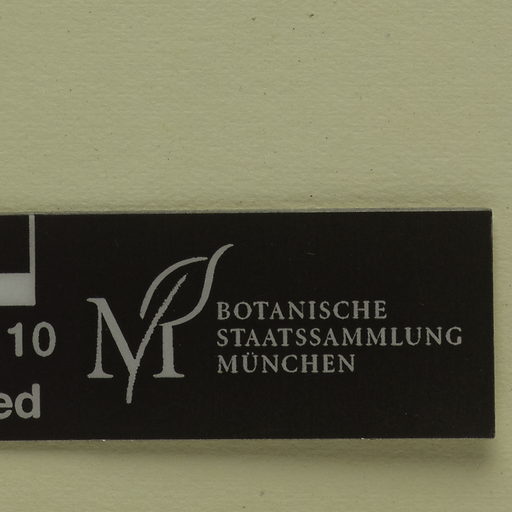 10
ed
M
BOTANISCHE
STAATSSAMMLUNG
MÜNCHEN